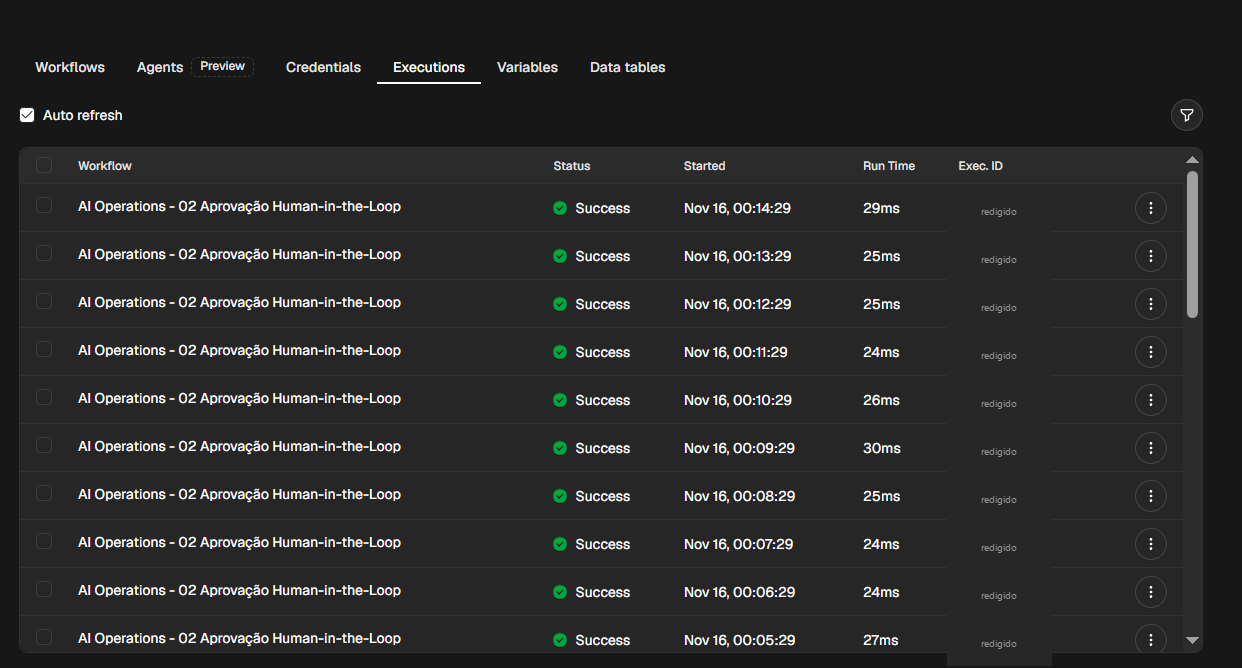 Workflows Agents Preview Credentials Executions Variables Data tables
Auto refresh
Workflow Status Started Run Time Exec. ID
AI Operations - 02 Aprovação Human-in-the-Loop Success Nov 16, 00:14:29 29ms redigido
AI Operations - 02 Aprovação Human-in-the-Loop Success Nov 16, 00:13:29 25ms redigido
AI Operations - 02 Aprovação Human-in-the-Loop Success Nov 16, 00:12:29 25ms redigido
AI Operations - 02 Aprovação Human-in-the-Loop Success Nov 16, 00:11:29 24ms redigido
AI Operations - 02 Aprovação Human-in-the-Loop Success Nov 16, 00:10:29 26ms redigido
AI Operations - 02 Aprovação Human-in-the-Loop Success Nov 16, 00:09:29 30ms redigido
AI Operations - 02 Aprovação Human-in-the-Loop Success Nov 16, 00:08:29 25ms redigido
AI Operations - 02 Aprovação Human-in-the-Loop Success Nov 16, 00:07:29 24ms redigido
AI Operations - 02 Aprovação Human-in-the-Loop Success Nov 16, 00:06:29 24ms redigido
AI Operations - 02 Aprovação Human-in-the-Loop Success Nov 16, 00:05:29 27ms redigido